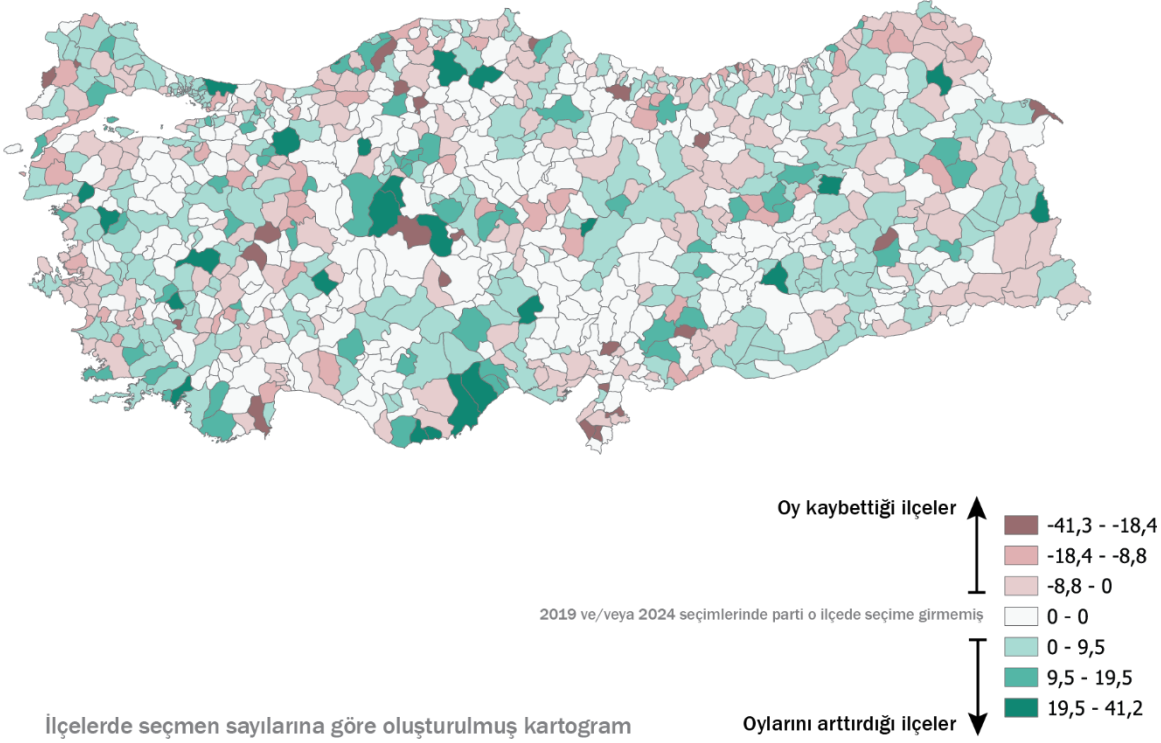 Oy kaybettiği ilçeler
-41,3 - -18,4
-18,4 - -8,8
-8,8 - 0
2019 ve/veya 2024 seçimlerinde parti o ilçede seçime girmemiş
0 - 0
0 - 9,5
9,5 - 19,5
19,5 - 41,2
Oylarını arttırdığı ilçeler
İlçelerde seçmen sayılarına göre oluşturulmuş kartogram